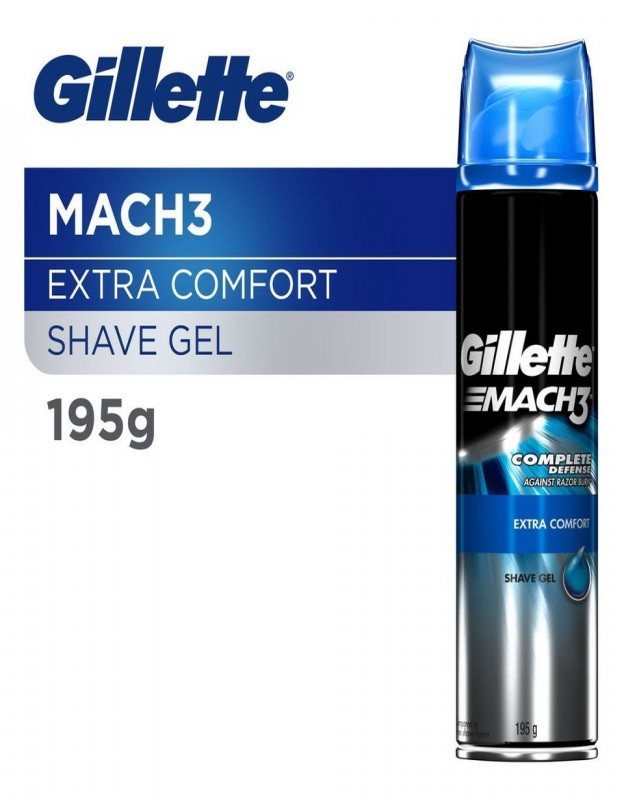 Gillette®
MACH3
EXTRA COMFORT
SHAVE GEL
195g
Gillette
MACH3
COMPLETE
DEFENSE
AGAINST RAZOR BURN
EXTRA COMFORT
SHAVE GEL
195 g